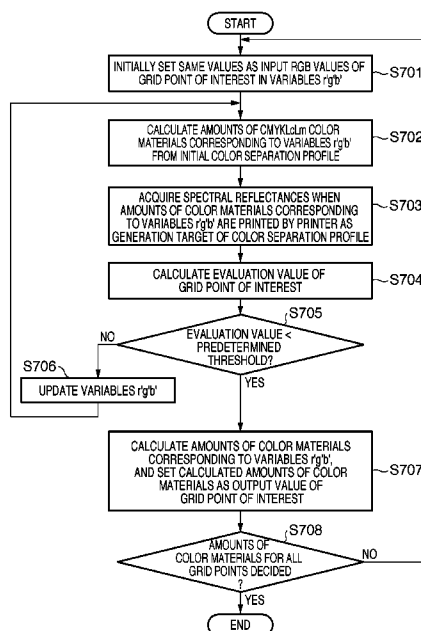 START
INITIALLY SET SAME VALUES AS INPUT RGB VALUES OF
GRID POINT OF INTEREST IN VARIABLES r'g'b'
S701
CALCULATE AMOUNTS OF CMYKLcLm COLOR
MATERIALS CORRESPONDING TO VARIABLES r'g'b'
FROM INITIAL COLOR SEPARATION PROFILE
S702
ACQUIRE SPECTRAL REFLECTANCES WHEN
AMOUNTS OF COLOR MATERIALS CORRESPONDING
TO VARIABLES r'g'b' ARE PRINTED BY PRINTER AS
GENERATION TARGET OF COLOR SEPARATION PROFILE
S703
CALCULATE EVALUATION VALUE OF
GRID POINT OF INTEREST
S704
S705
EVALUATION VALUE <
PREDETERMINED
THRESHOLD?
NO
S706
UPDATE VARIABLES r'g'b'
YES
CALCULATE AMOUNTS OF COLOR MATERIALS
CORRESPONDING TO VARIABLES r'g'b',
AND SET CALCULATED AMOUNTS OF COLOR
MATERIALS AS OUTPUT VALUE OF
GRID POINT OF INTEREST
S707
S708
AMOUNTS OF
COLOR MATERIALS FOR ALL
GRID POINTS DECIDED
?
NO
YES
END